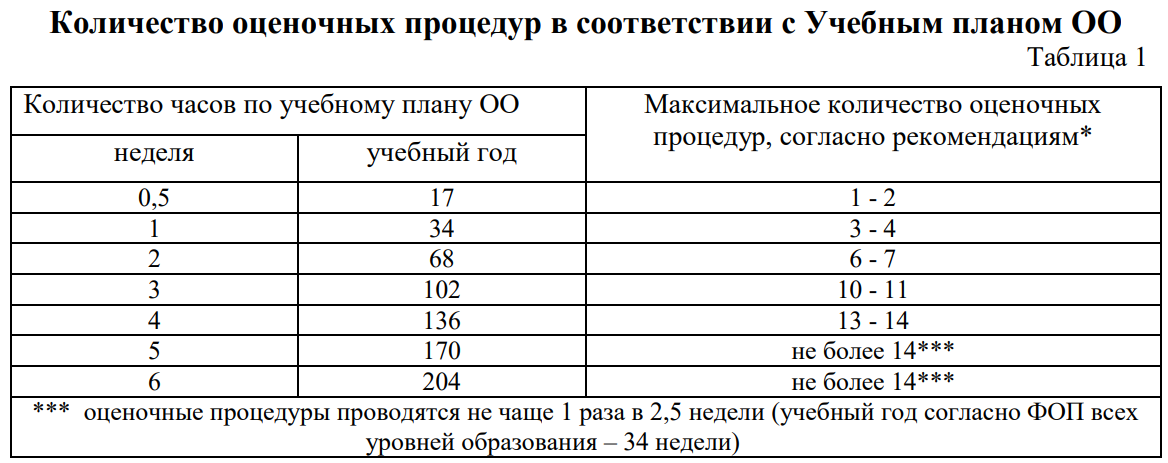 Количество оценочных процедур в соответствии с Учебным планом ОО
Таблица 1
Количество часов по учебному плану ОО
Максимальное количество оценочных
процедур, согласно рекомендациям*
неделя
учебный год
0,5 17 1 - 2
1 34 3 - 4
2 68 6 - 7
3 102 10 - 11
4 136 13 - 14
5 170 не более 14***
6 204 не более 14***
*** оценочные процедуры проводятся не чаще 1 раза в 2,5 недели (учебный год согласно ФОП всех
уровней образования – 34 недели)